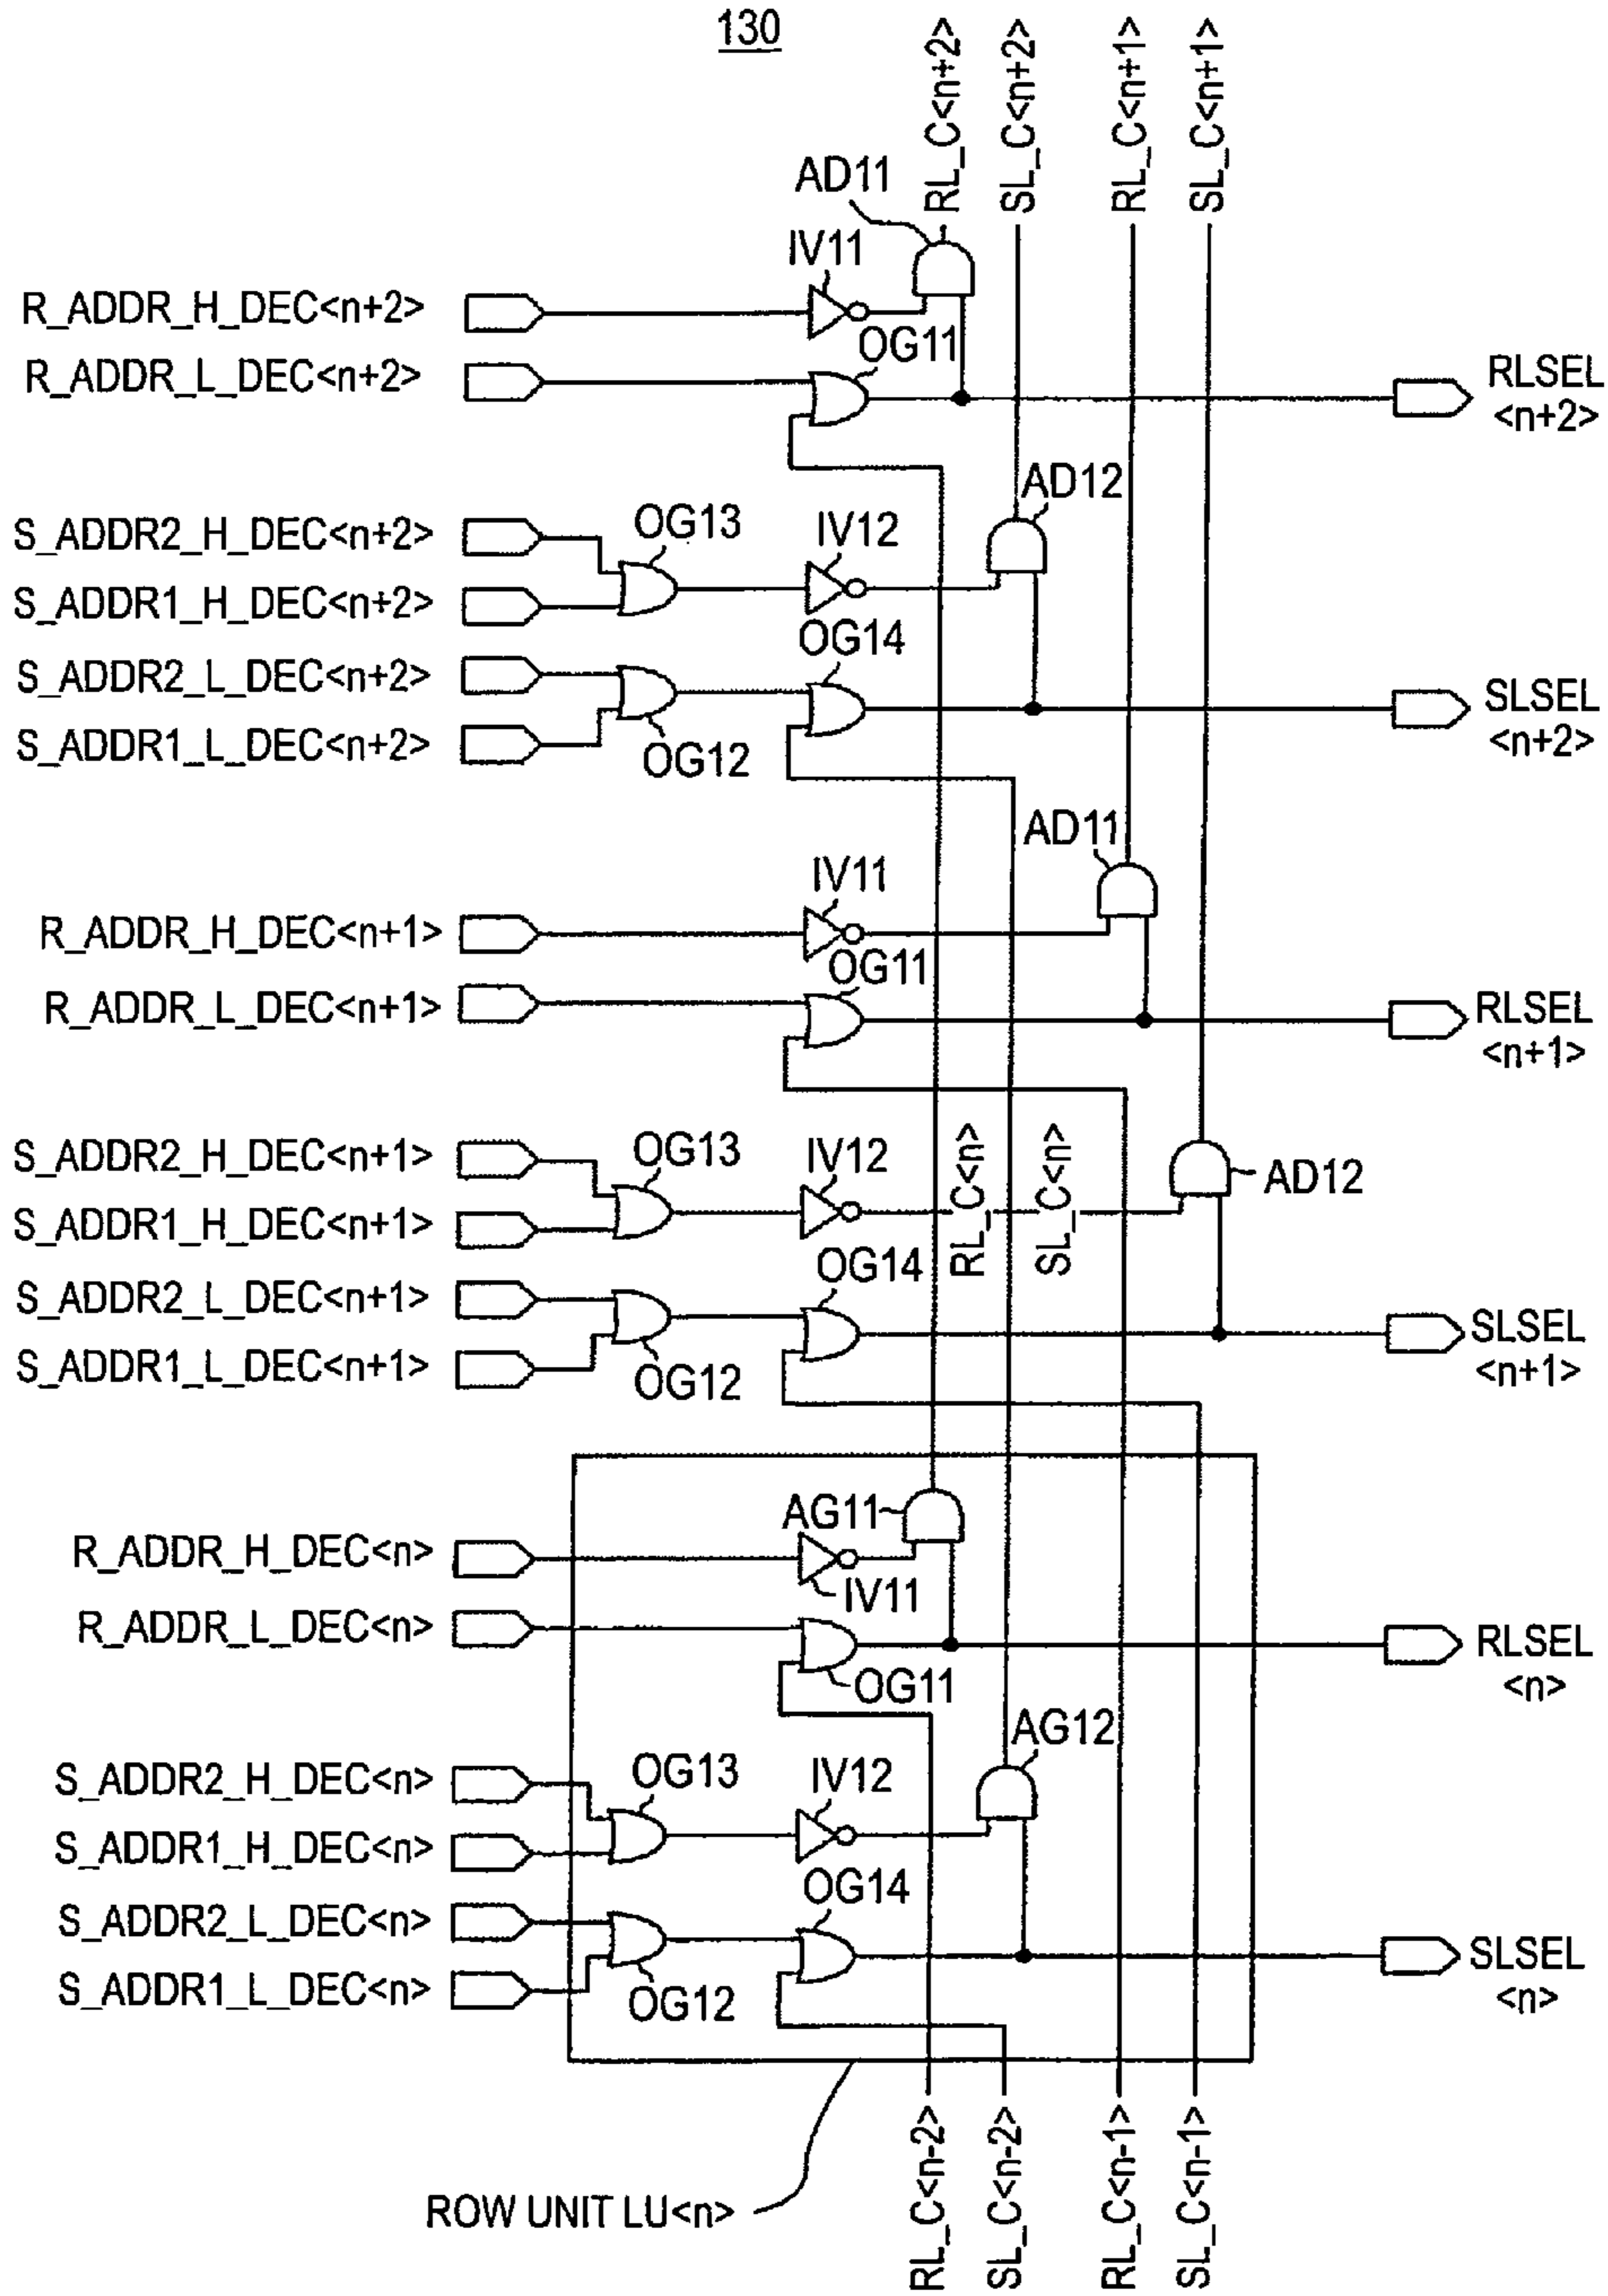 130
RL_C<n+2>
SL_C<n+2>
RL_C<n+1>
SL_C<n+1>
AD11
IV11
R_ADDR_H_DEC<n+2>
OG11
R_ADDR_L_DEC<n+2>
RLSEL
<n+2>
AD12
S_ADDR2_H_DEC<n+2>
OG13
IV12
S_ADDR1_H_DEC<n+2>
OG14
S_ADDR2_L_DEC<n+2>
SLSEL
<n+2>
S_ADDR1_L_DEC<n+2>
OG12
AD11
IV11
R_ADDR_H_DEC<n+1>
OG11
R_ADDR_L_DEC<n+1>
RLSEL
<n+1>
S_ADDR2_H_DEC<n+1>
OG13
IV12
RL_C<n>
SL_C<n>
AD12
S_ADDR1_H_DEC<n+1>
OG14
S_ADDR2_L_DEC<n+1>
SLSEL
<n+1>
S_ADDR1_L_DEC<n+1>
OG12
AG11
R_ADDR_H_DEC<n>
IV11
R_ADDR_L_DEC<n>
RLSEL
<n>
OG11
AG12
S_ADDR2_H_DEC<n>
OG13
IV12
S_ADDR1_H_DEC<n>
OG14
S_ADDR2_L_DEC<n>
SLSEL
<n>
S_ADDR1_L_DEC<n>
OG12
RL_C<n-2>
SL_C<n-2>
RL_C<n-1>
SL_C<n-1>
ROW UNIT LU<n>